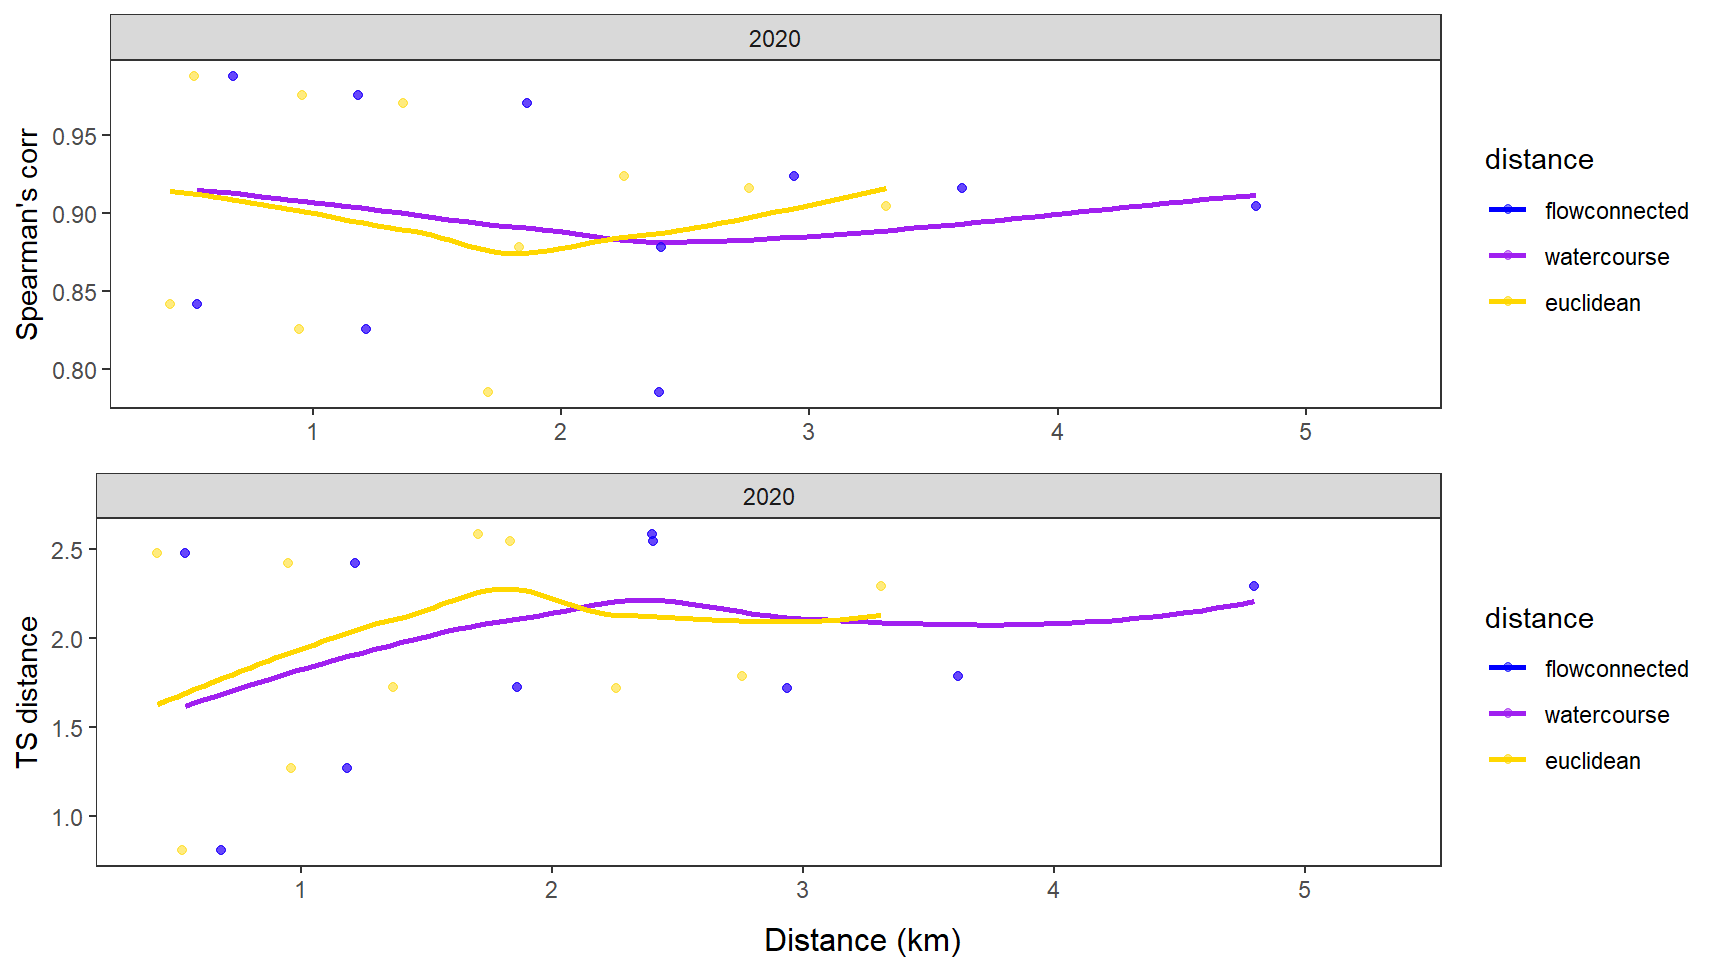 2020
Spearman's corr
0.95
0.90
0.85
0.80
1 2 3 4 5
distance
flowconnected
watercourse
euclidean
2020
TS distance
2.5
2.0
1.5
1.0
1 2 3 4 5
distance
flowconnected
watercourse
euclidean
Distance (km)